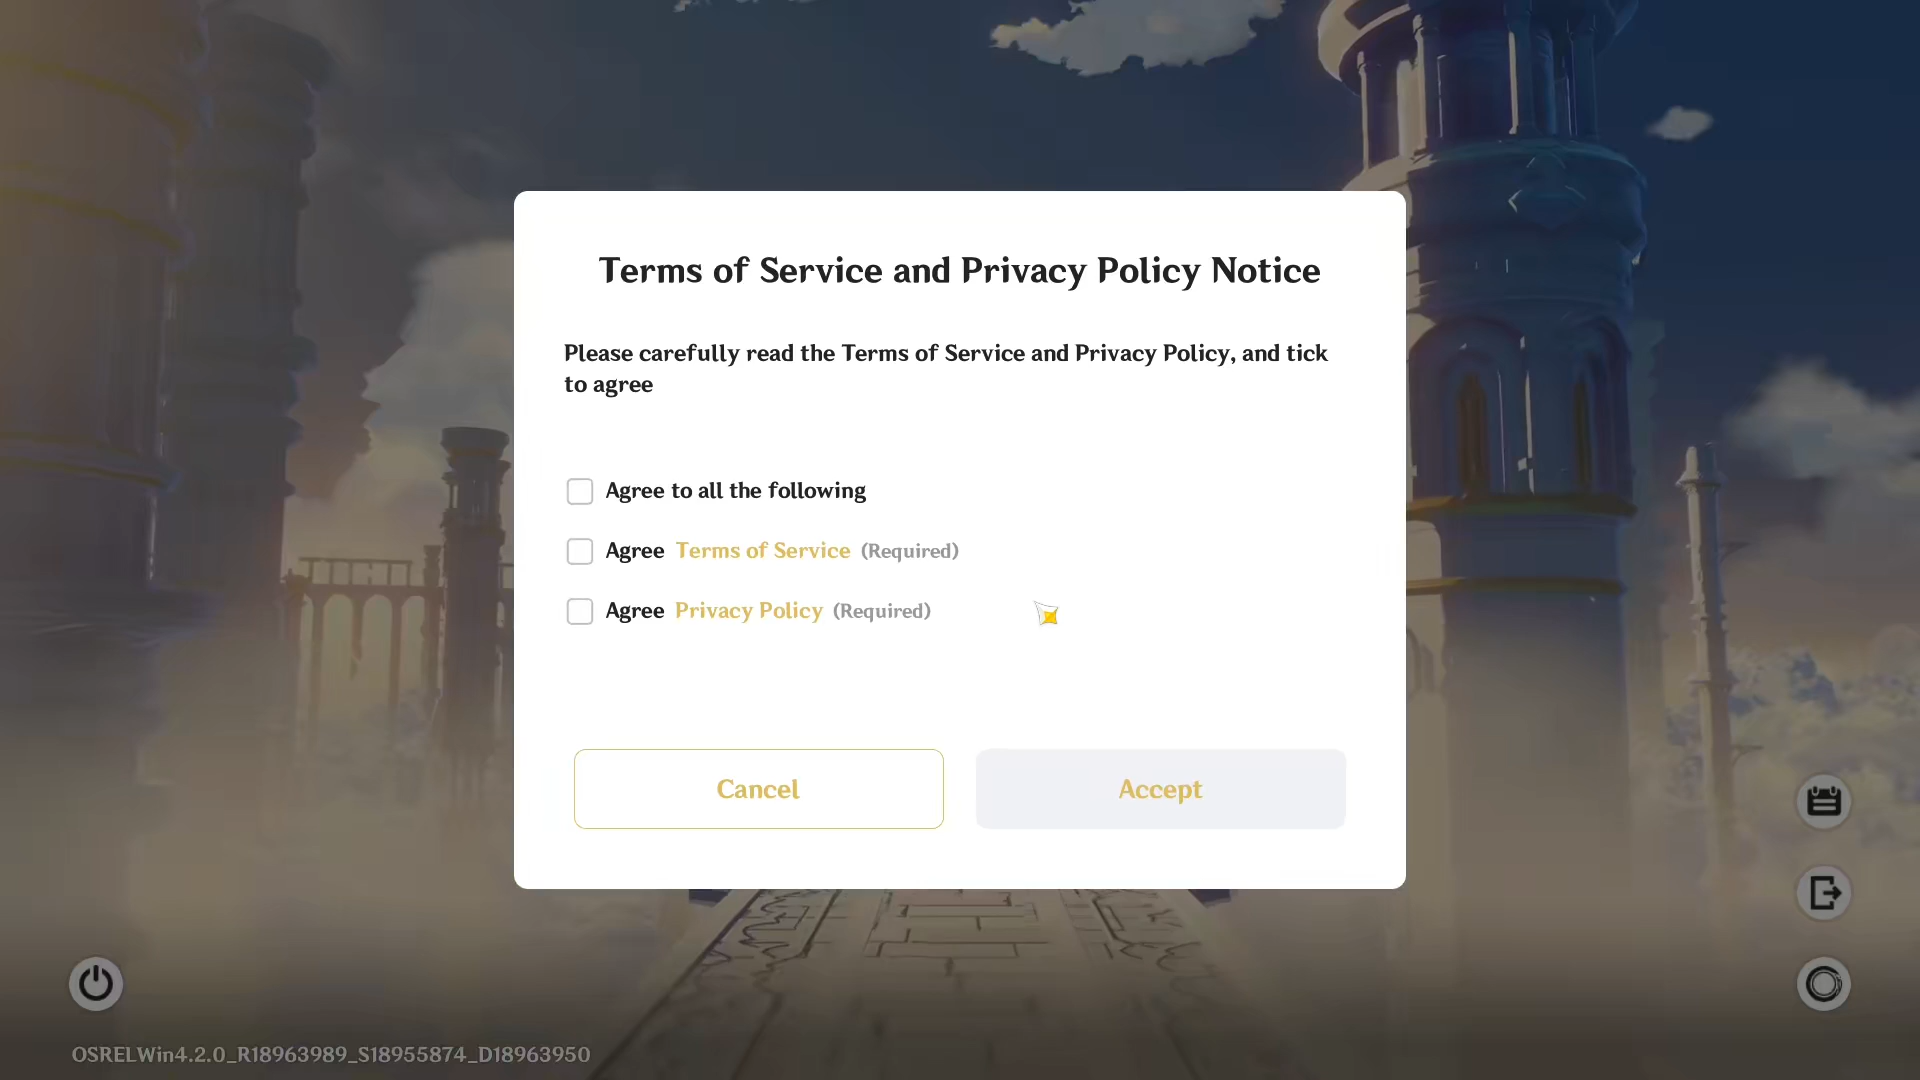 Terms of Service and Privacy Policy Notice
Please carefully read the Terms of Service and Privacy Policy, and tick
to agree
Agree to all the following
Agree Terms of Service (Required)
Agree Privacy Policy (Required)
Cancel
Accept
OSRELWin4.2.0_R18963989_S18955874_D18963950